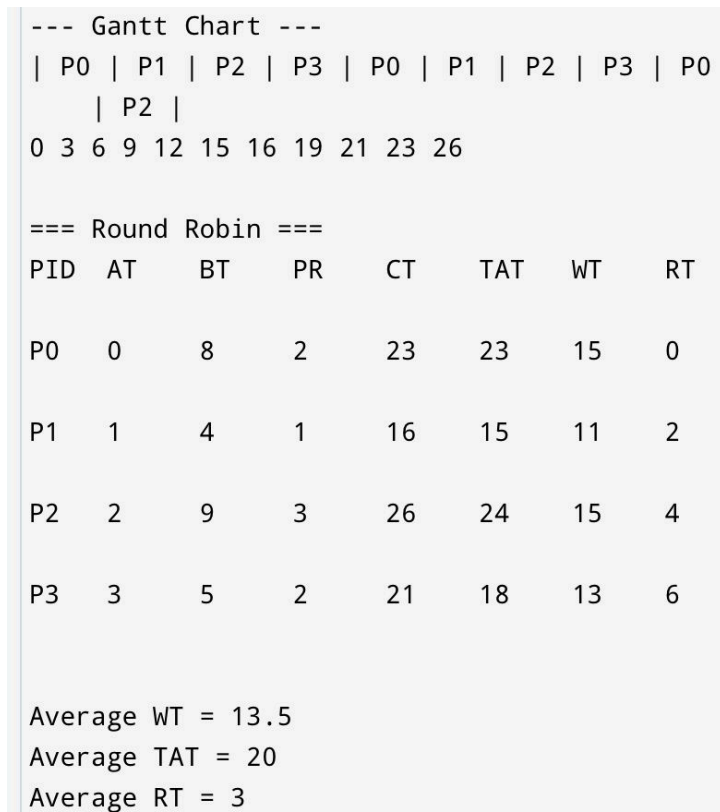 --- Gantt Chart ---
| P0 | P1 | P2 | P3 | P0 | P1 | P2 | P3 | P0
| P2 |
0 3 6 9 12 15 16 19 21 23 26
=== Round Robin ===
PID AT BT PR CT TAT WT RT
P0 0 8 2 23 23 15 0
P1 1 4 1 16 15 11 2
P2 2 9 3 26 24 15 4
P3 3 5 2 21 18 13 6
Average WT = 13.5
Average TAT = 20
Average RT = 3